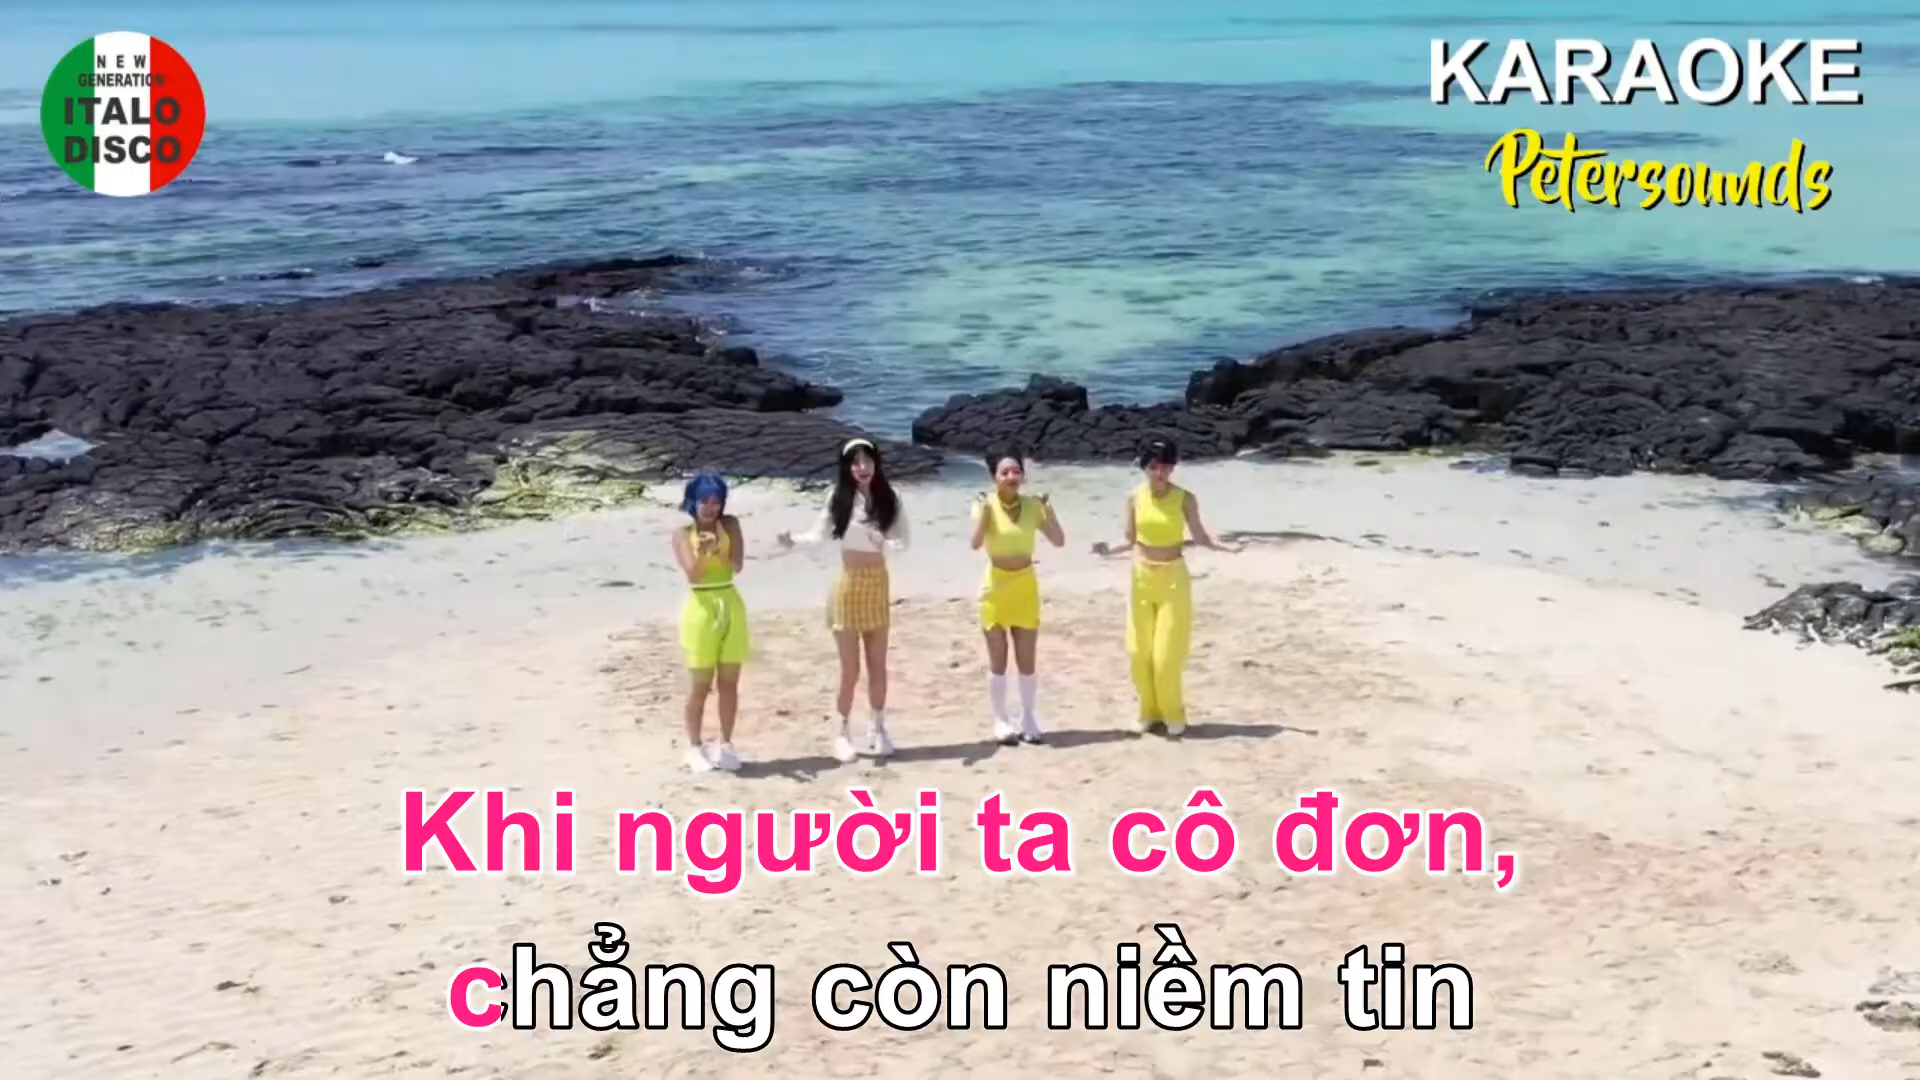 NEW
GENERATION
ITALO
DISCO
KARAOKE
Petersounds
Khi người ta cô đơn,
chẳng còn niềm tin